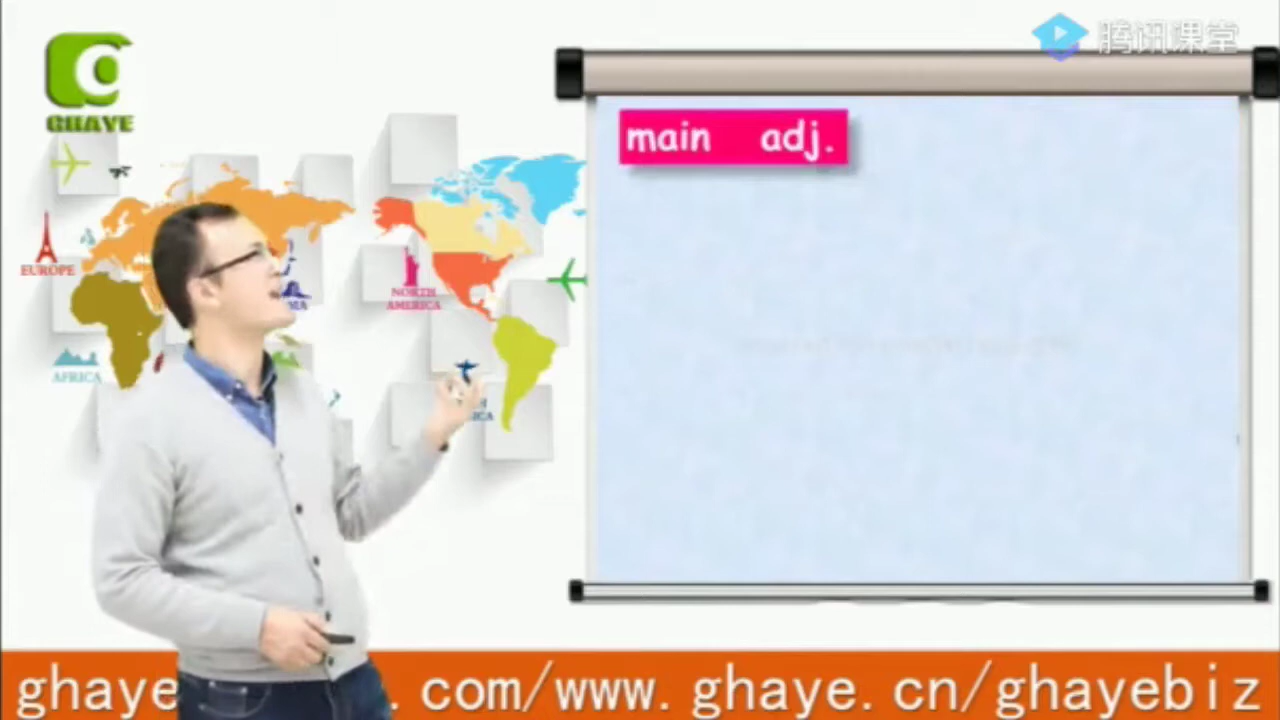 腾讯课堂
GHAYE
main adj.
EUROPE
NORTH
AMERICA
AFRICA
ghaye
.com/www.ghaye.cn/ghayebiz